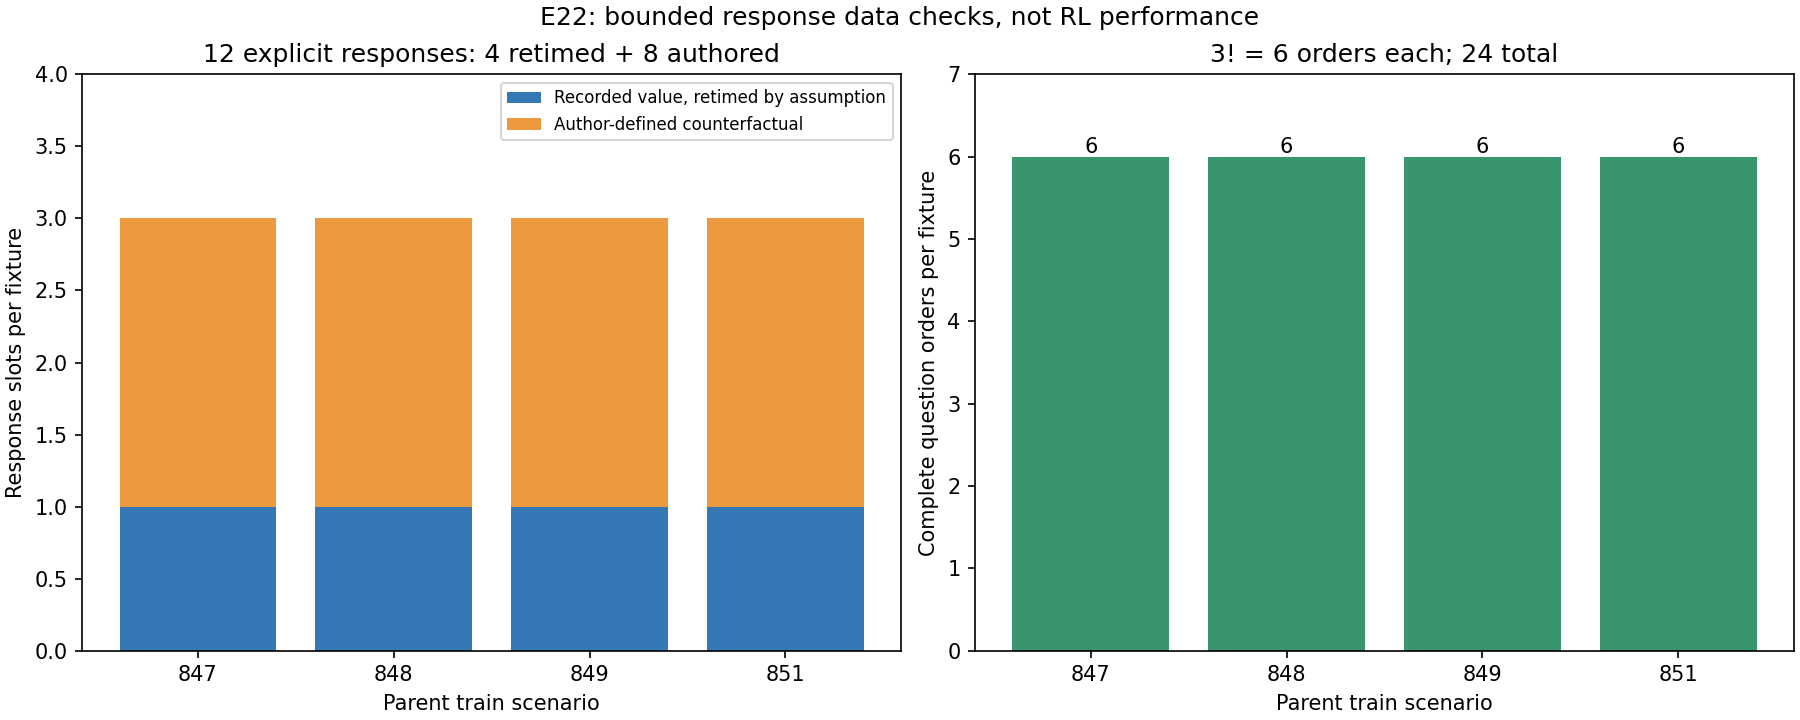 E22: bounded response data checks, not RL performance
12 explicit responses: 4 retimed + 8 authored
Response slots per fixture
4.0
3.5
3.0
2.5
2.0
1.5
1.0
0.5
0.0
Recorded value, retimed by assumption
Author-defined counterfactual
847 848 849 851
Parent train scenario
3! = 6 orders each; 24 total
Complete question orders per fixture
7
6
5
4
3
2
1
0
6 6 6 6
847 848 849 851
Parent train scenario